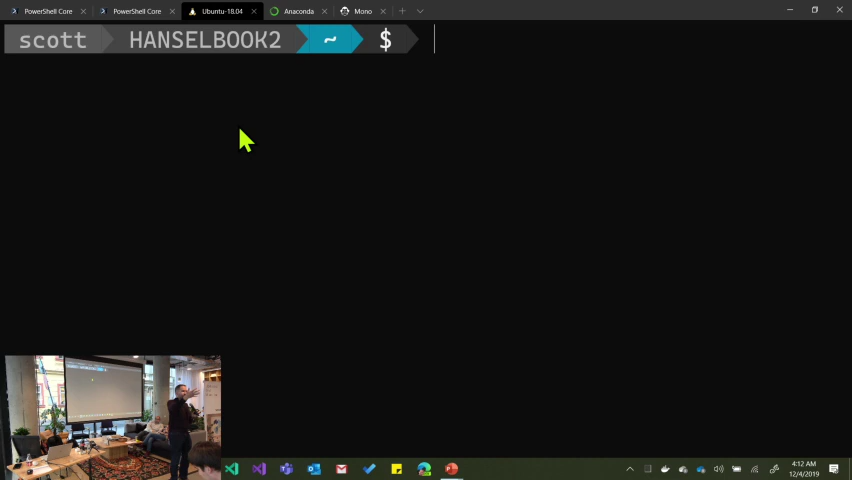 PowerShell Core PowerShell Core Ubuntu-18.04 Anaconda Mono
scott HANSELBOOK2 ~ $
4:12 AM
12/4/2019